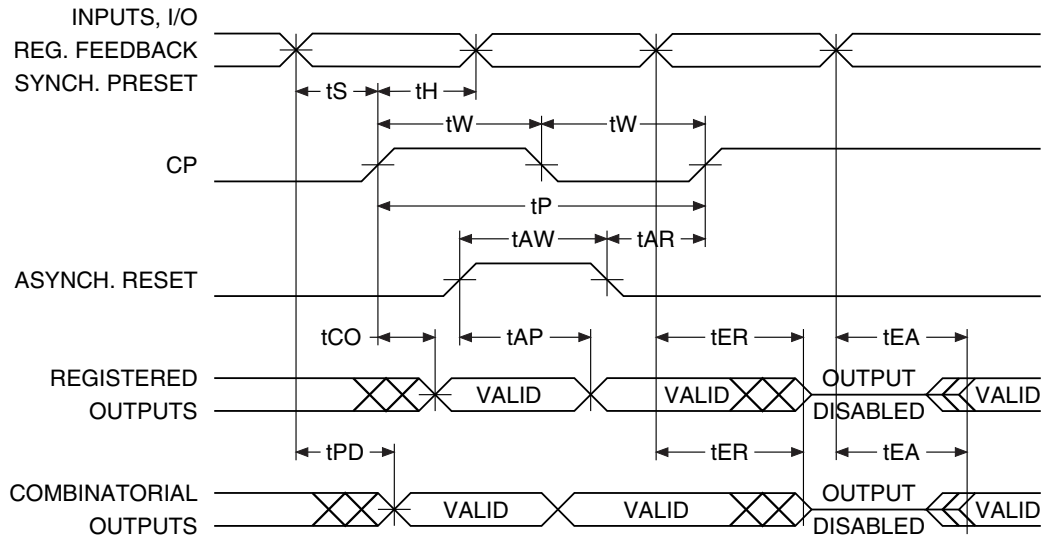 INPUTS, I/O
REG. FEEDBACK
SYNCH. PRESET
tS tH
tW tW
CP
tP
tAW tAR
ASYNCH. RESET
tCO tAP tER tEA
REGISTERED
OUTPUTS
VALID VALID OUTPUT
DISABLED VALID
tPD tER tEA
COMBINATORIAL
OUTPUTS
VALID VALID OUTPUT
DISABLED VALID